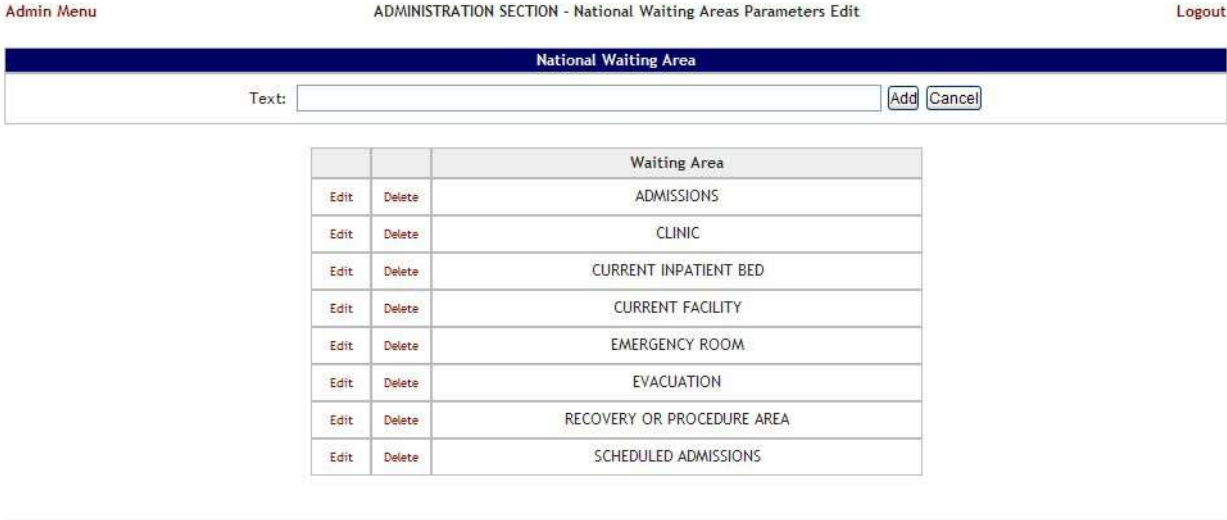 Admin Menu ADMINISTRATION SECTION - National Waiting Areas Parameters Edit Logout
National Waiting Area
Text: Add Cancel
Waiting Area
Edit Delete ADMISSIONS
Edit Delete CLINIC
Edit Delete CURRENT INPATIENT BED
Edit Delete CURRENT FACILITY
Edit Delete EMERGENCY ROOM
Edit Delete EVACUATION
Edit Delete RECOVERY OR PROCEDURE AREA
Edit Delete SCHEDULED ADMISSIONS